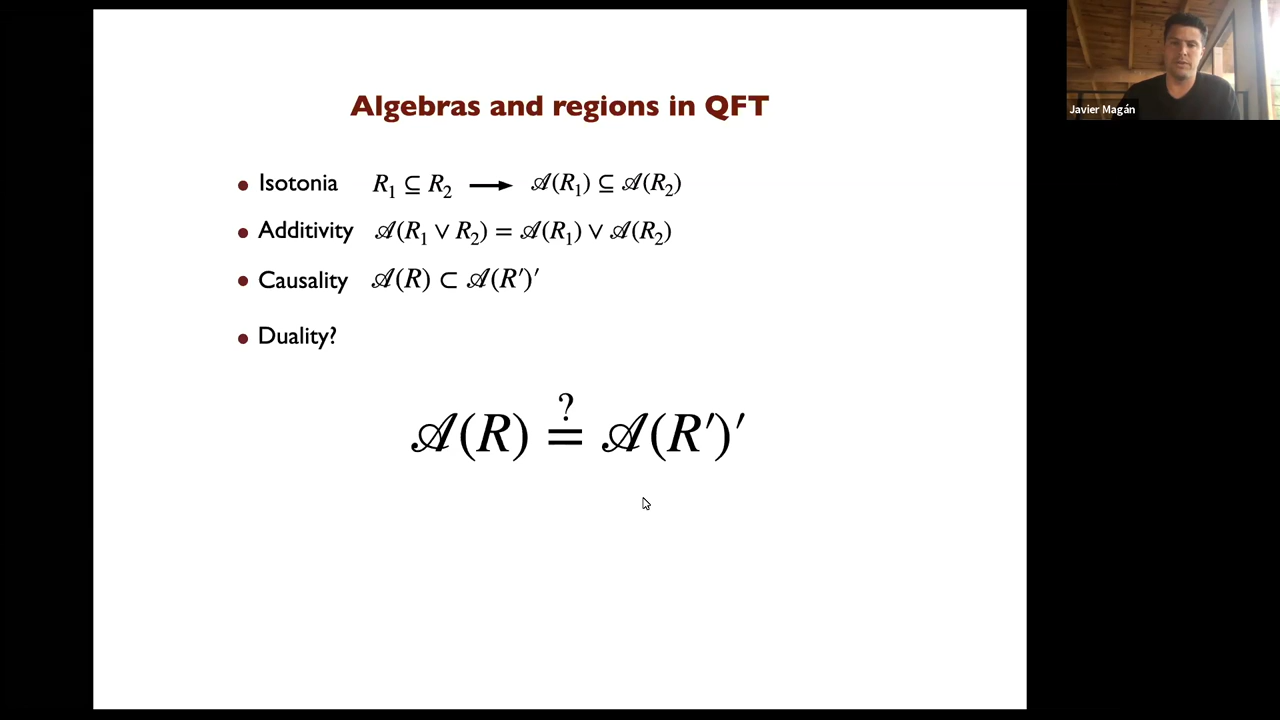 Algebras and regions in QFT
Javier Magán
• Isotonia R₁ ⊆ R₂ ⟶ 𝒜(R₁) ⊆ 𝒜(R₂)
• Additivity 𝒜(R₁ ∨ R₂) = 𝒜(R₁) ∨ 𝒜(R₂)
• Causality 𝒜(R) ⊂ 𝒜(R′)′
• Duality?
𝒜(R) ≟ 𝒜(R′)′